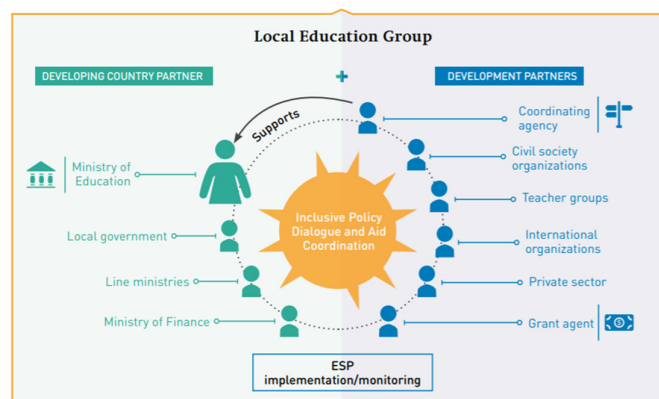 Local Education Group
DEVELOPING COUNTRY PARTNER
+
DEVELOPMENT PARTNERS
Supports
Coordinating
agency
Civil society
organizations
Ministry of
Education
Teacher groups
Inclusive Policy
Dialogue and Aid
Coordination
Local government
International
organizations
Line ministries
Private sector
Ministry of Finance
Grant agent
$
ESP
implementation/monitoring